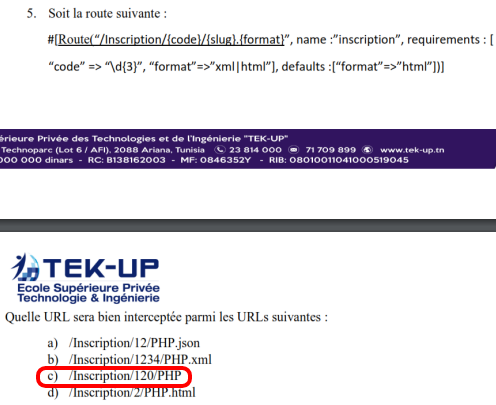 5. Soit la route suivante :
#[Route(“/Inscription/{code}/{slug}.{format}”, name :”inscription”, requirements : [
“code” => “\d{3}”, “format”=>”xml|html”], defaults :[“format”=>”html”])]
érieure Privée des Technologies et de l'Ingénierie "TEK-UP"
Technoparc (Lot 6 / AFI), 2088 Ariana, Tunisia 23 814 000 71 709 899 www.tek-up.tn
000 000 dinars - RC: B138162003 - MF: 0846352Y - RIB: 08010011041000519045
TEK-UP
Ecole Supérieure Privée
Technologie & Ingénierie
Quelle URL sera bien interceptée parmi les URLs suivantes :
a) /Inscription/12/PHP.json
b) /Inscription/1234/PHP.xml
c) /Inscription/120/PHP
d) /Inscription/2/PHP.html